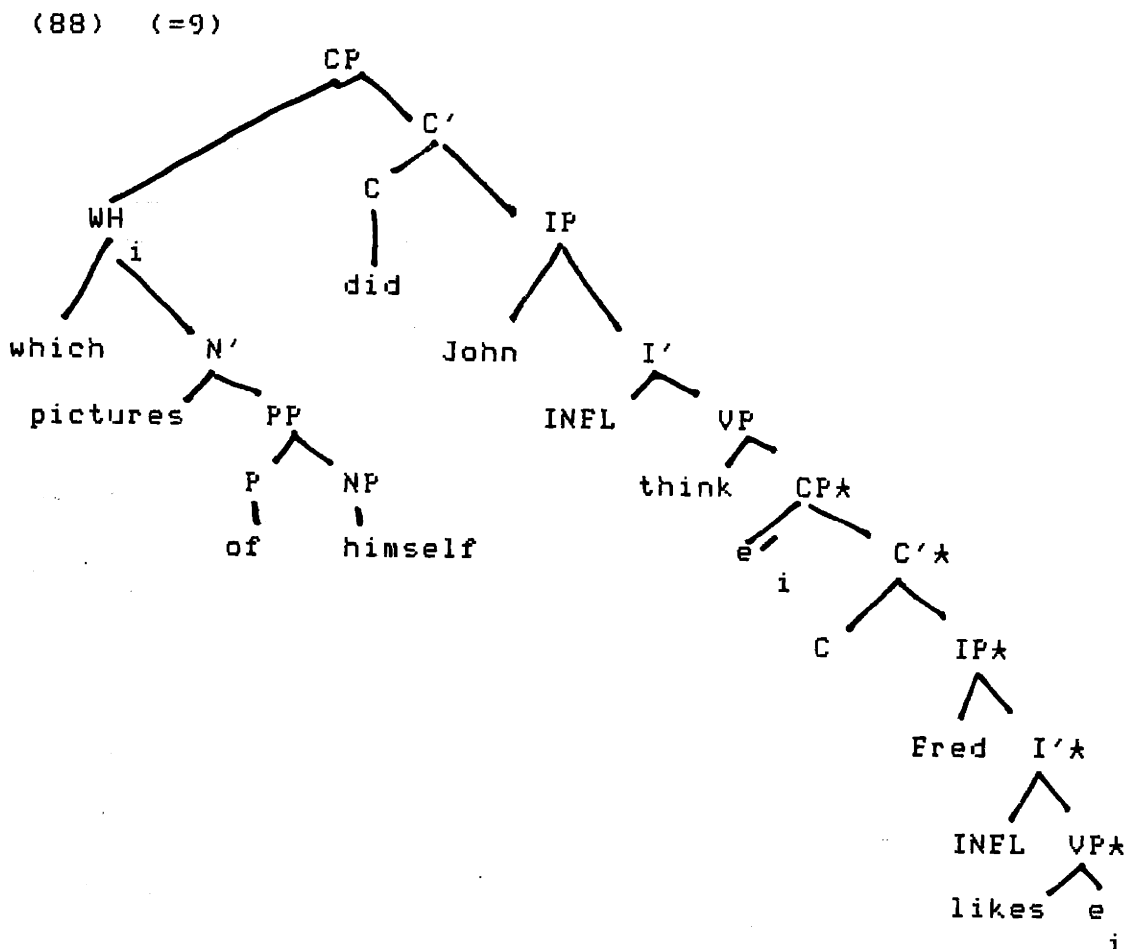 (88) (=9)
CP
C′
C
WH
i
IP
did
which
N′
John
I′
pictures
PP
INFL
VP
P
NP
think
CP*
of
himself
e′
i
C′*
C
IP*
Fred
I′*
INFL
VP*
likes
e
i